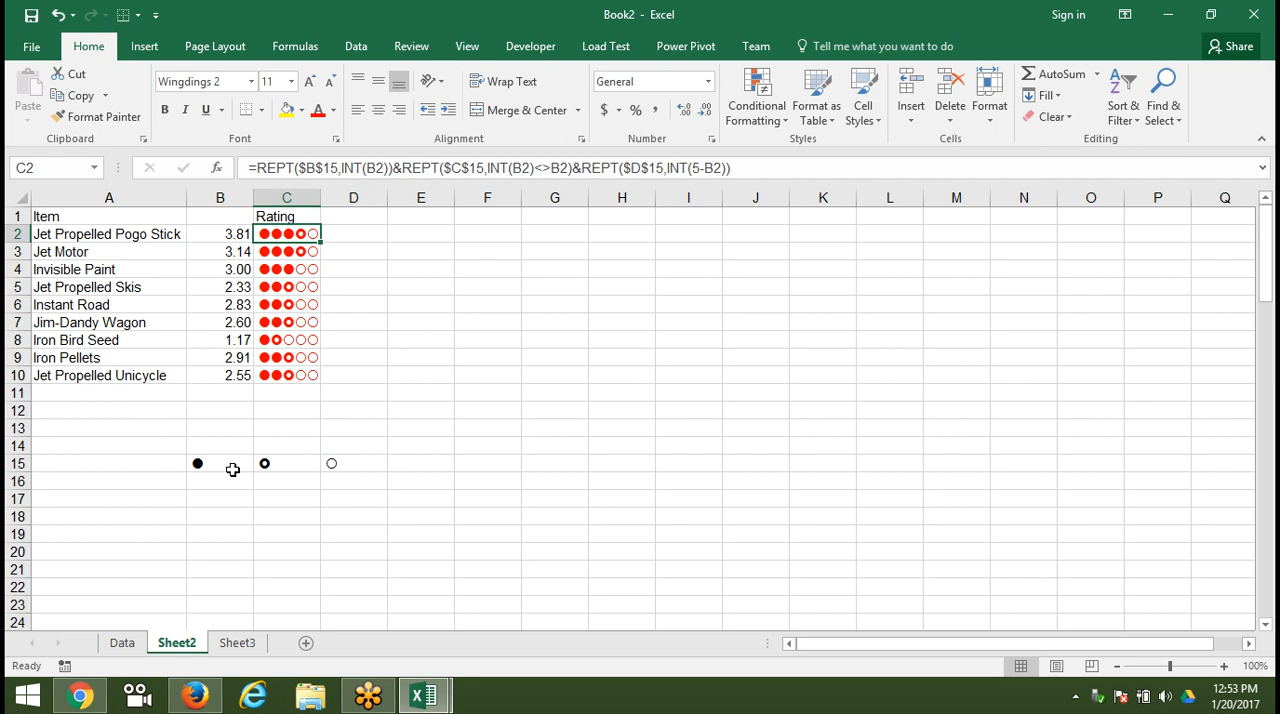 Book2 - Excel
Sign in
File Home Insert Page Layout Formulas Data Review View Developer Load Test Power Pivot Team Tell me what you want to do Share
Paste
Cut
Copy
Format Painter
Clipboard
Wingdings 2 11 A A
B I U A
Font
Wrap Text
Merge & Center
Alignment
General
$ % ,
Number
Conditional Formatting
Format as Table
Cell Styles
Styles
Insert
Delete
Format
Cells
AutoSum
Fill
Clear
Sort & Filter
Find & Select
Editing
C2 fx =REPT($B$15,INT(B2))&REPT($C$15,INT(B2)<>B2)&REPT($D$15,INT(5-B2))
A B C D E F G H I J K L M N O P Q
1 Item Rating
2 Jet Propelled Pogo Stick 3.81
3 Jet Motor 3.14
4 Invisible Paint 3.00
5 Jet Propelled Skis 2.33
6 Instant Road 2.83
7 Jim-Dandy Wagon 2.60
8 Iron Bird Seed 1.17
9 Iron Pellets 2.91
10 Jet Propelled Unicycle 2.55
11
12
13
14
15
16
17
18
19
20
21
22
23
24
Data Sheet2 Sheet3
Ready
100%
12:53 PM
1/20/2017